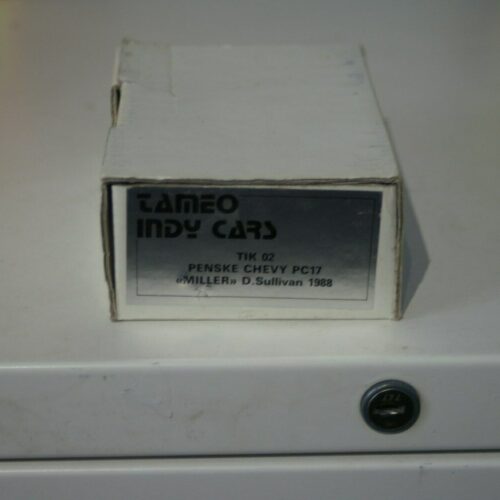 TAMEO
INDY CARS
TIK 02
PENSKE CHEVY PC17
«MILLER» D.Sullivan 1988